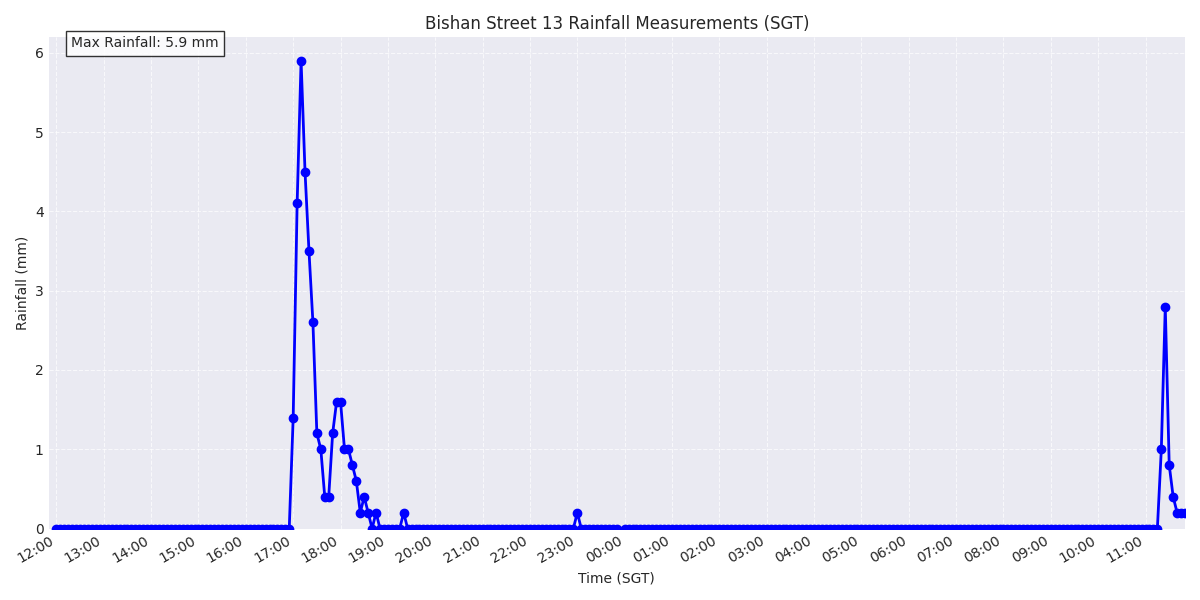 Bishan Street 13 Rainfall Measurements (SGT)
Max Rainfall: 5.9 mm
Rainfall (mm)
6
5
4
3
2
1
0
12:00 13:00 14:00 15:00 16:00 17:00 18:00 19:00 20:00 21:00 22:00 23:00 00:00 01:00 02:00 03:00 04:00 05:00 06:00 07:00 08:00 09:00 10:00 11:00
Time (SGT)